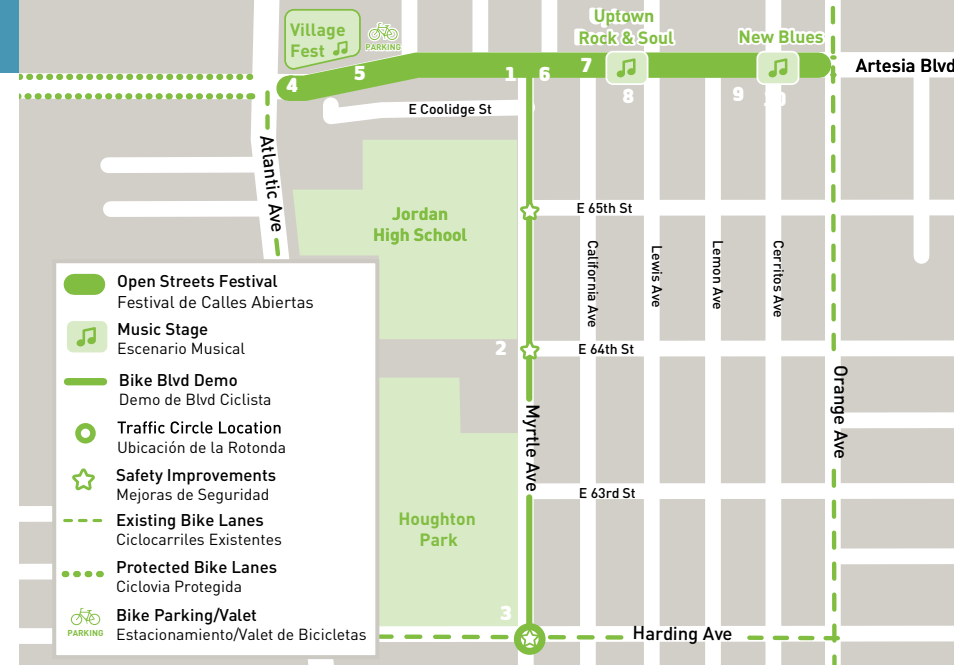 Village
Fest
PARKING
Uptown
Rock & Soul
New Blues
Artesia Blvd
4
5
1
6
7
8
9
10
E Coolidge St
Atlantic Ave
Jordan
High School
E 65th St
California Ave
Lewis Ave
Lemon Ave
Cerritos Ave
2
E 64th St
Orange Ave
Myrtle Ave
E 63rd St
Houghton
Park
3
Harding Ave
Open Streets Festival
Festival de Calles Abiertas
Music Stage
Escenario Musical
Bike Blvd Demo
Demo de Blvd Ciclista
Traffic Circle Location
Ubicación de la Rotonda
Safety Improvements
Mejoras de Seguridad
Existing Bike Lanes
Ciclocarriles Existentes
Protected Bike Lanes
Ciclovia Protegida
PARKING
Bike Parking/Valet
Estacionamiento/Valet de Bicicletas